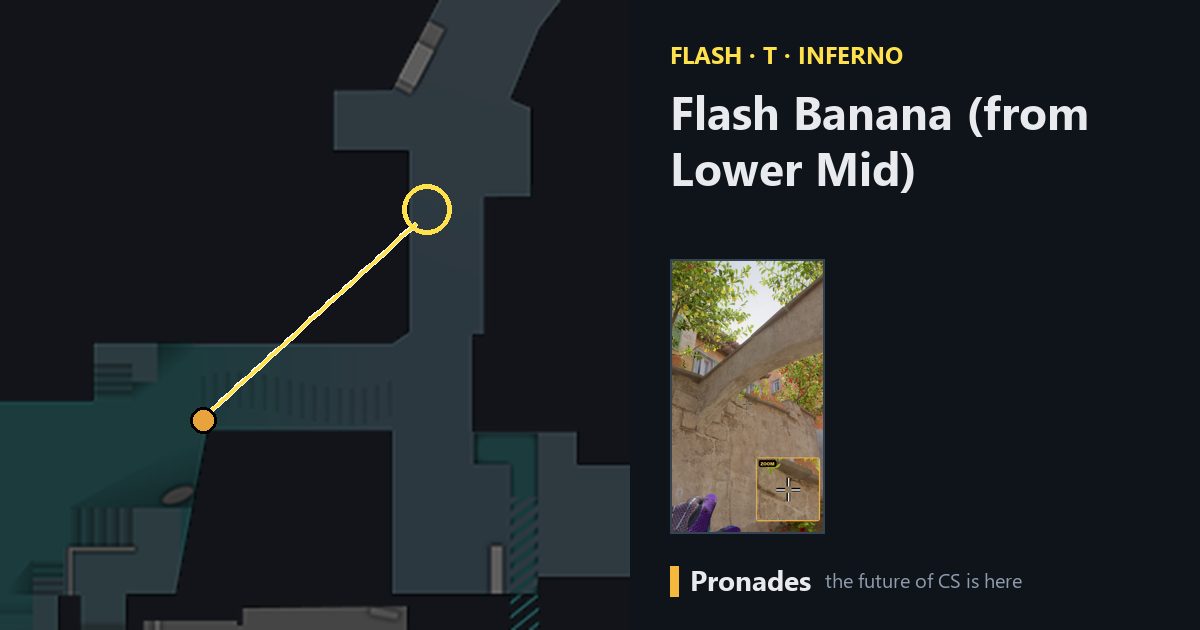 FLASH · T · INFERNO
Flash Banana (from
Lower Mid)
ZOOM
Pronades the future of CS is here